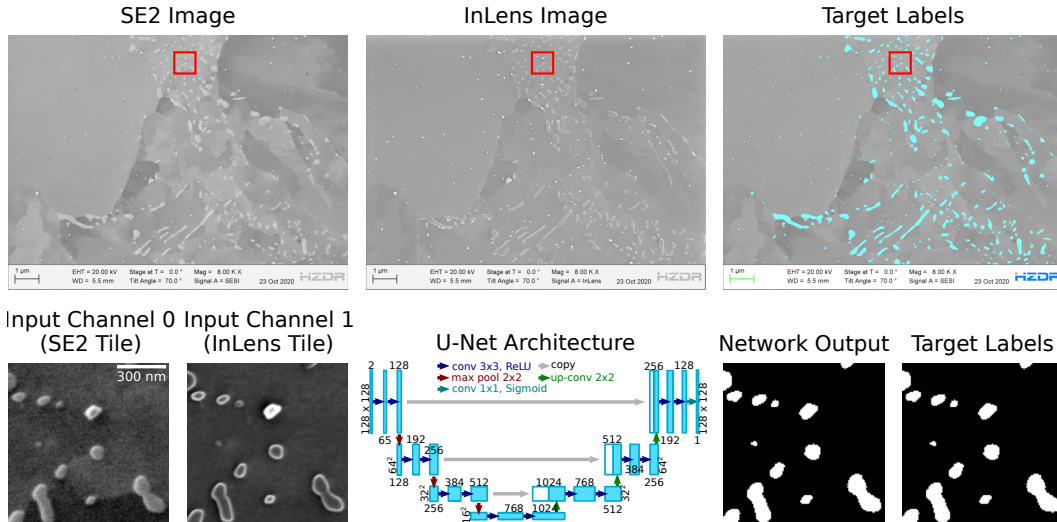 SE2 Image
InLens Image
Target Labels
1 µm
EHT = 20.00 kV
Stage at T = 0.0 °
Mag = 8.00 K X
WD = 5.5 mm
Tilt Angle = 70.0 °
Signal A = SESI
23 Oct 2020
HZDR
1 µm
EHT = 20.00 kV
Stage at T = 0.0 °
Mag = 8.00 K X
WD = 5.5 mm
Tilt Angle = 70.0 °
Signal A = InLens
23 Oct 2020
HZDR
1 µm
EHT = 20.00 kV
Stage at T = 0.0 °
Mag = 8.00 K X
WD = 5.5 mm
Tilt Angle = 70.0 °
Signal A = SESI
23 Oct 2020
HZDR
Input Channel 0
(SE2 Tile)
Input Channel 1
(InLens Tile)
U-Net Architecture
Network Output
Target Labels
300 nm
conv 3x3, ReLU
copy
max pool 2x2
up-conv 2x2
conv 1x1, Sigmoid
2
128
128 x 128
65
256
128 x 128
192
1
64²
192
256
128
512
384
64²
256
32²
384
512
256
1024
768
32²
512
16²
768
1024